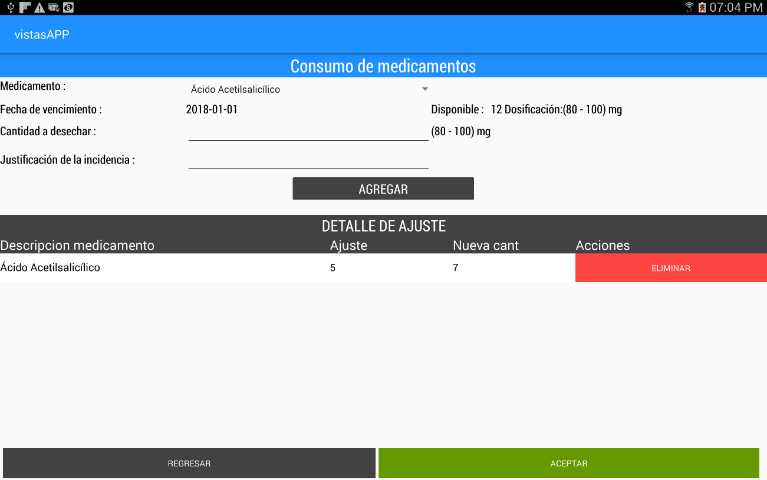 07:04 PM
vistasAPP
Consumo de medicamentos
Medicamento : Ácido Acetilsalicílico
Fecha de vencimiento : 2018-01-01 Disponible : 12 Dosificación:(80 - 100) mg
Cantidad a desechar : (80 - 100) mg
Justificación de la incidencia :
AGREGAR
DETALLE DE AJUSTE
Descripcion medicamento Ajuste Nueva cant Acciones
Ácido Acetilsalicílico 5 7 ELIMINAR
REGRESAR ACEPTAR